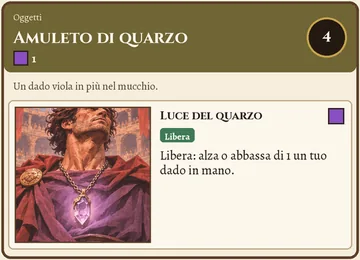 Oggetti
Amuleto di quarzo
4
1
Un dado viola in più nel mucchio.
Luce del quarzo
Libera
Libera: alza o abbassa di 1 un tuo
dado in mano.